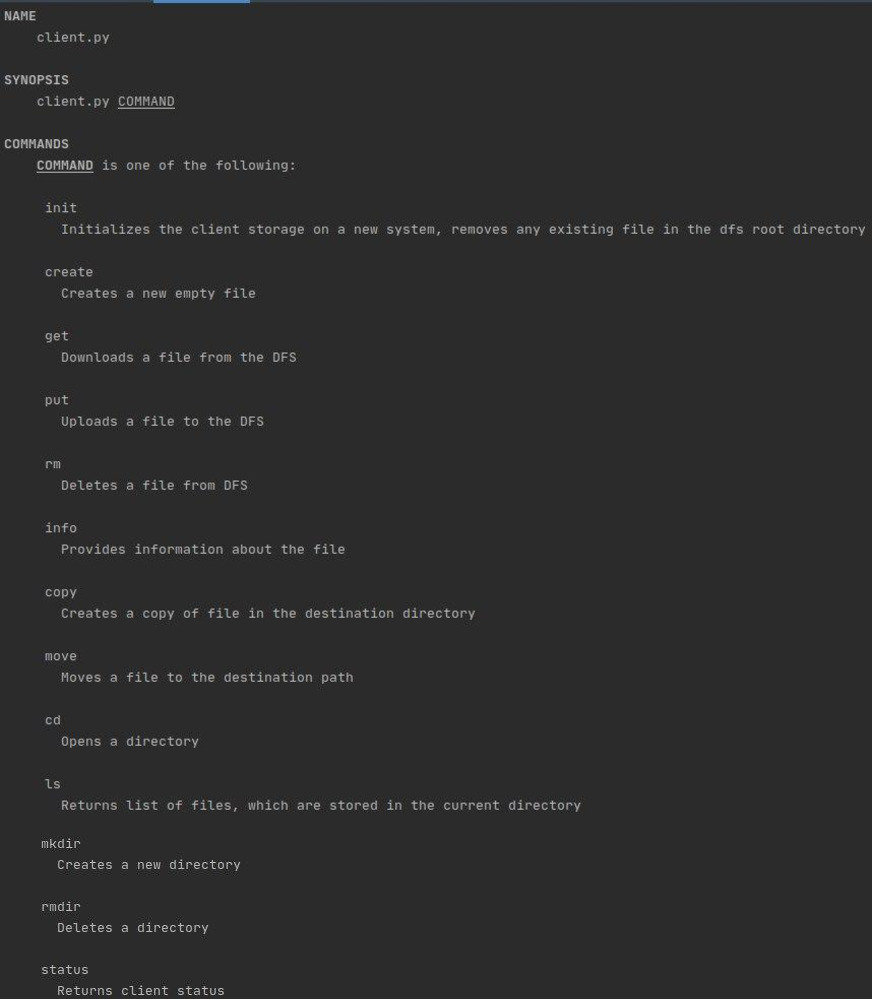 NAME
client.py
SYNOPSIS
client.py COMMAND
COMMANDS
COMMAND is one of the following:
init
Initializes the client storage on a new system, removes any existing file in the dfs root directory
create
Creates a new empty file
get
Downloads a file from the DFS
put
Uploads a file to the DFS
rm
Deletes a file from DFS
info
Provides information about the file
copy
Creates a copy of file in the destination directory
move
Moves a file to the destination path
cd
Opens a directory
ls
Returns list of files, which are stored in the current directory
mkdir
Creates a new directory
rmdir
Deletes a directory
status
Returns client status